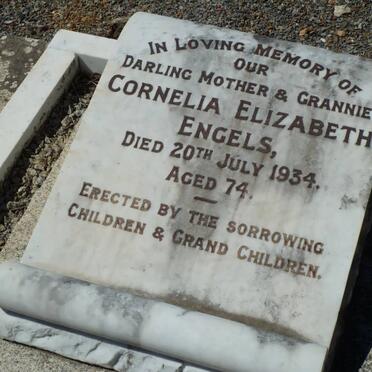 In Loving Memory of
Our
Darling Mother & Grannie
Cornelia Elizabeth
Engels,
Died 20th July 1934.
Aged 74.
Erected by the sorrowing
Children & Grand Children.